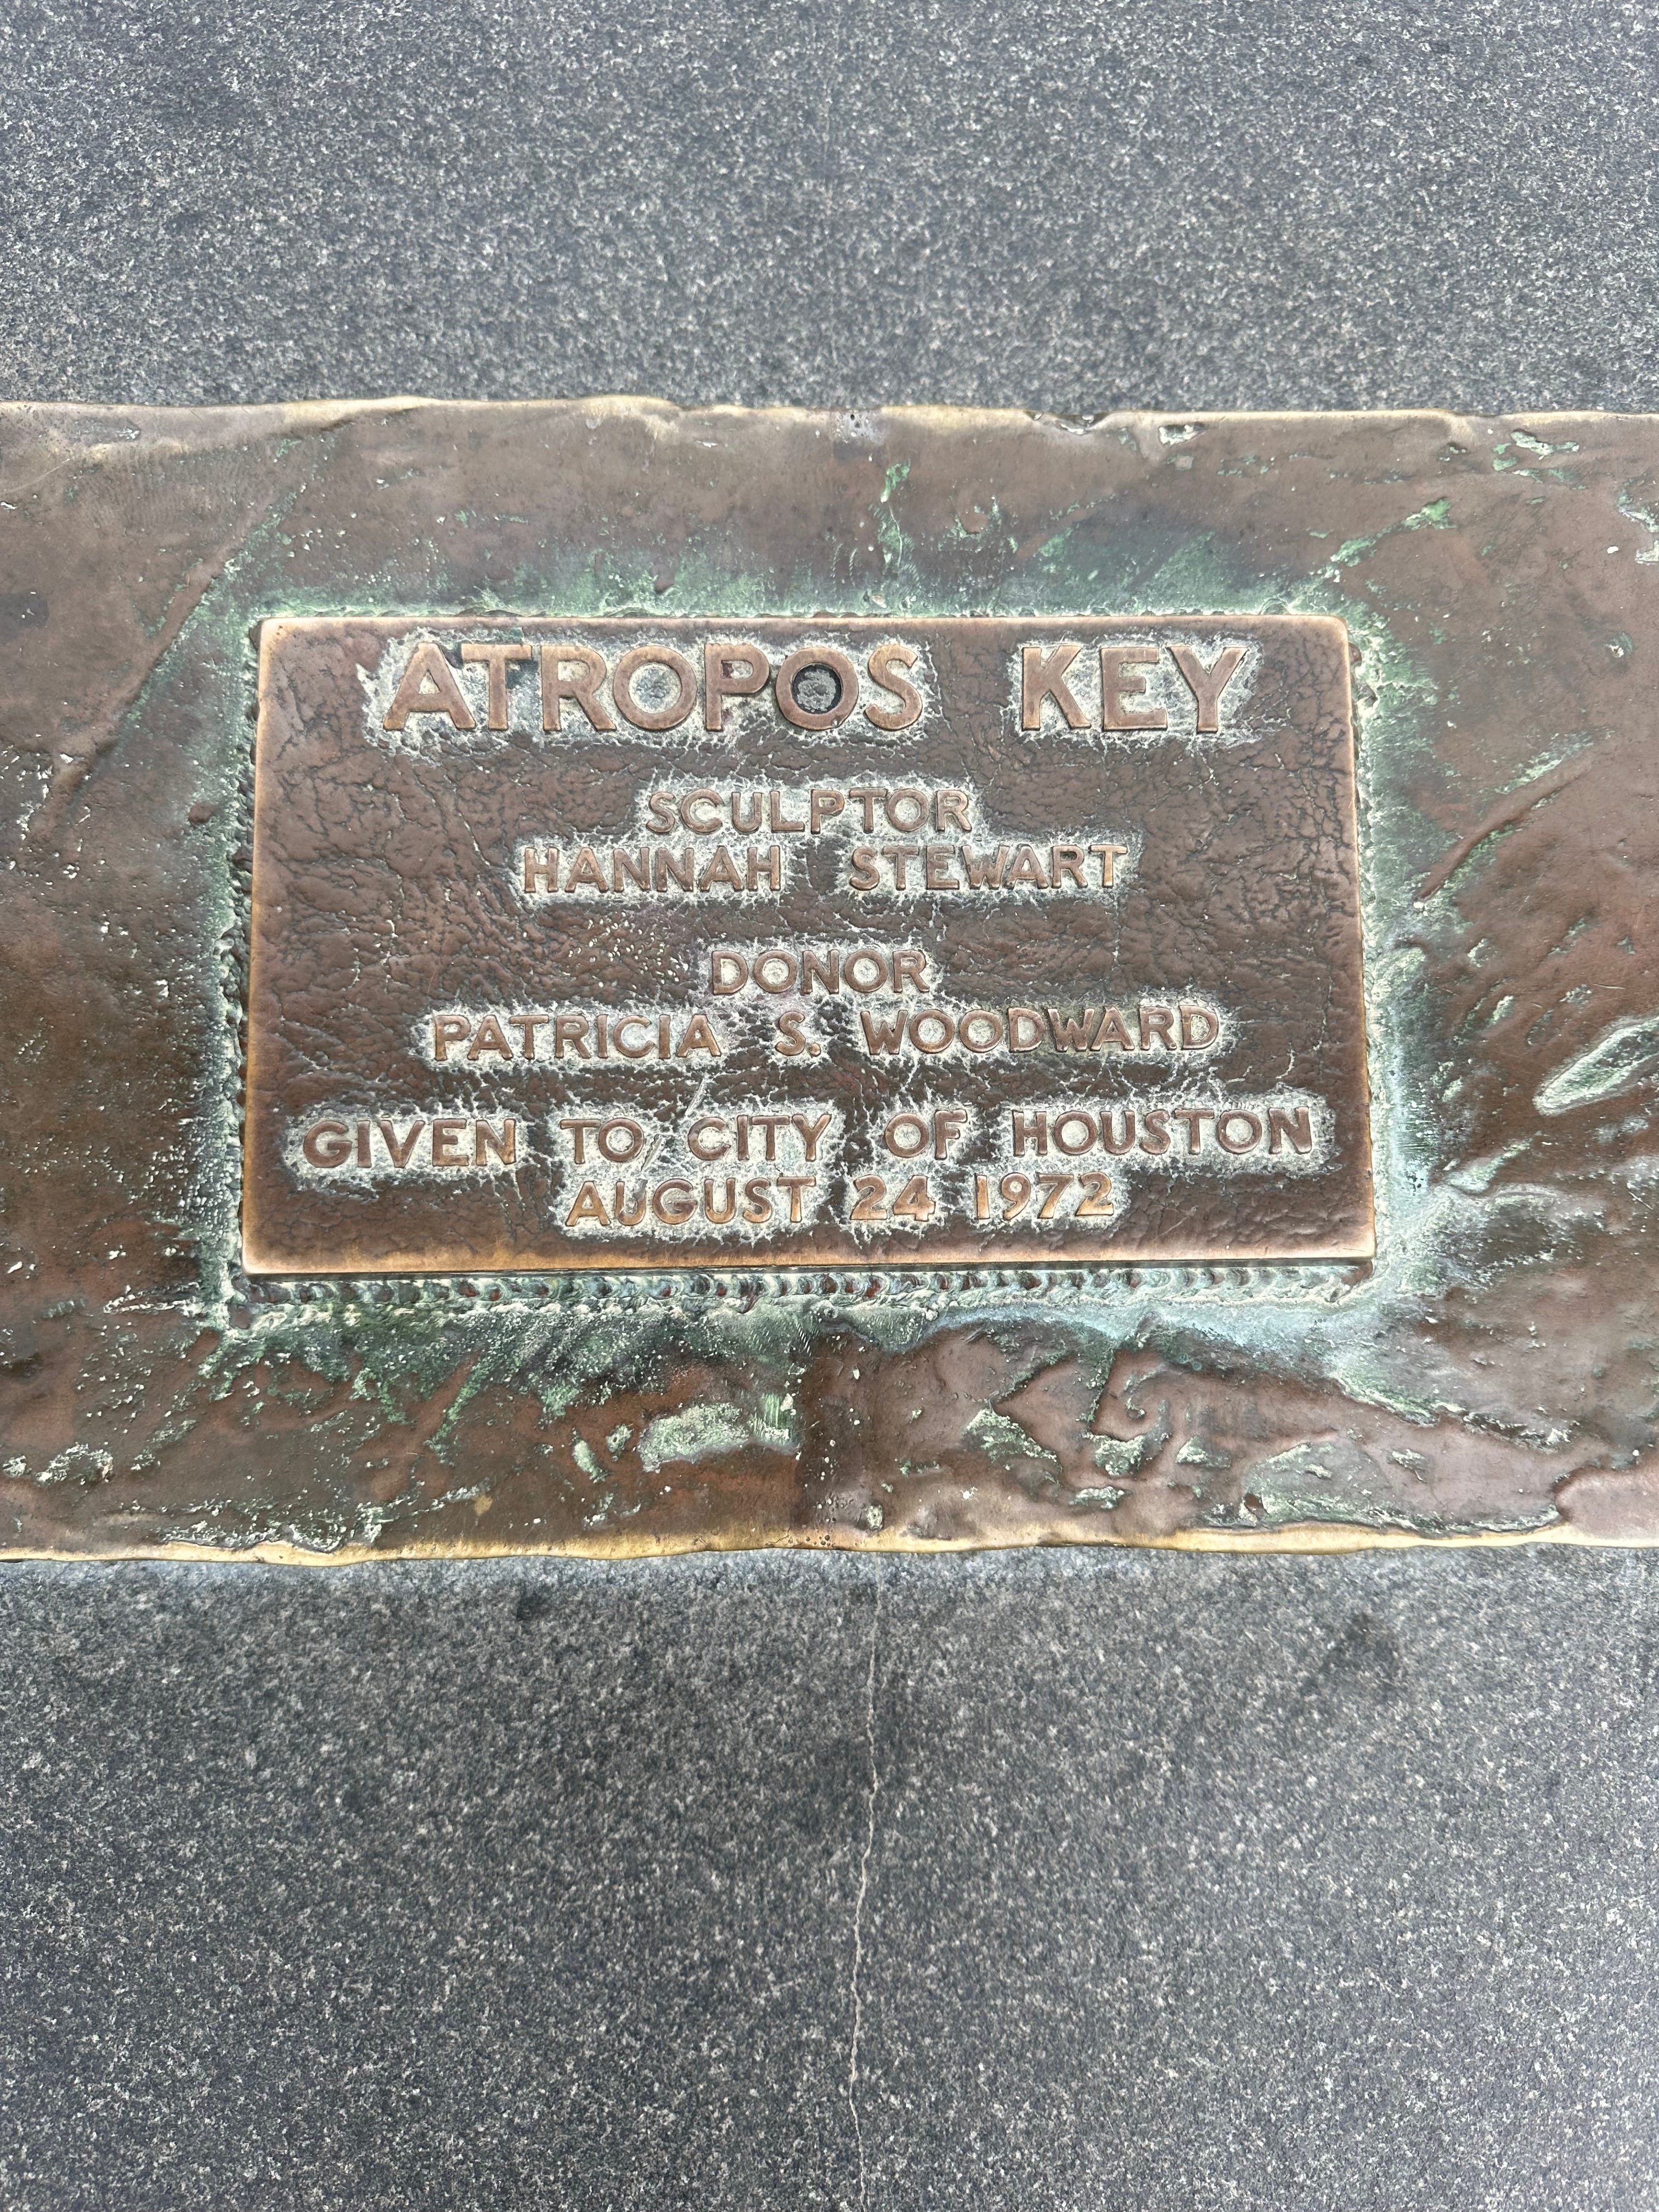 ATROPOS KEY
SCULPTOR
HANNAH STEWART
DONOR
PATRICIA S. WOODWARD
GIVEN TO CITY OF HOUSTON
AUGUST 24 1972